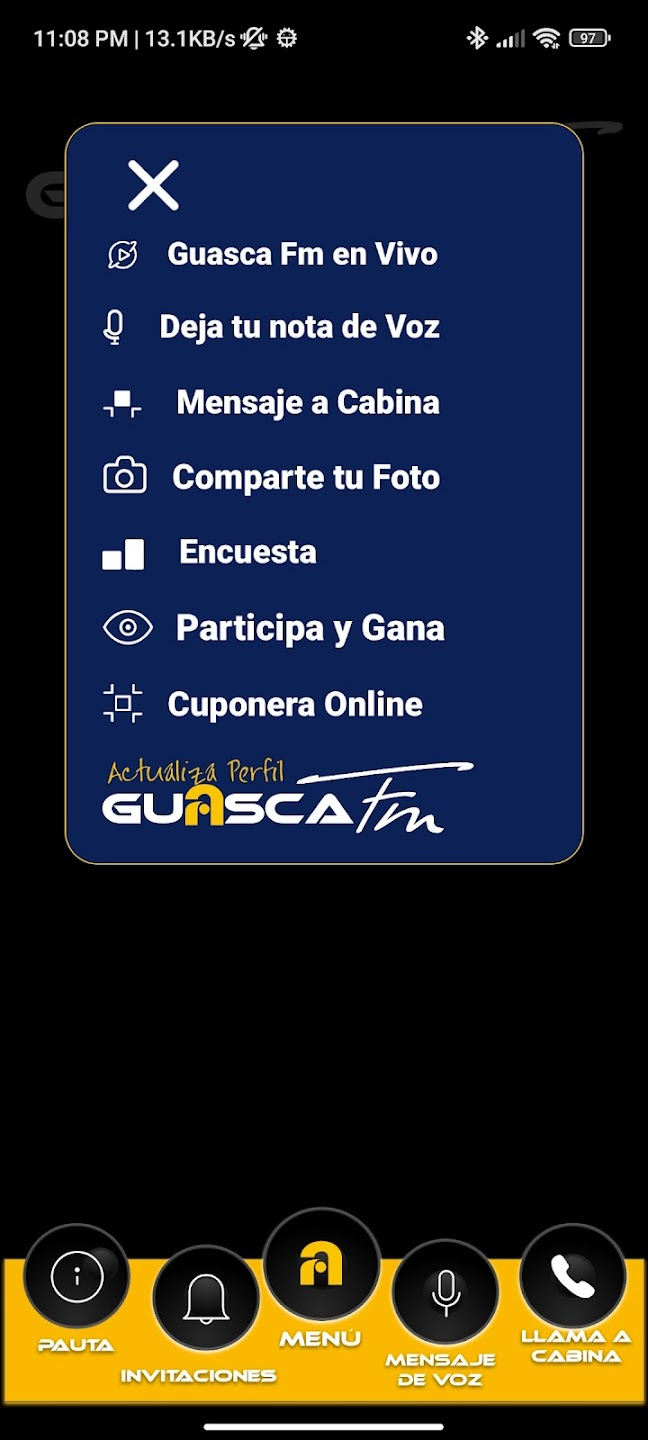 11:08 PM | 13.1KB/s
97
Guasca Fm en Vivo
Deja tu nota de Voz
Mensaje a Cabina
Comparte tu Foto
Encuesta
Participa y Gana
Cuponera Online
Actualiza Perfil
GUASCA fm
PAUTA
INVITACIONES
MENÚ
MENSAJE
DE VOZ
LLAMA A
CABINA